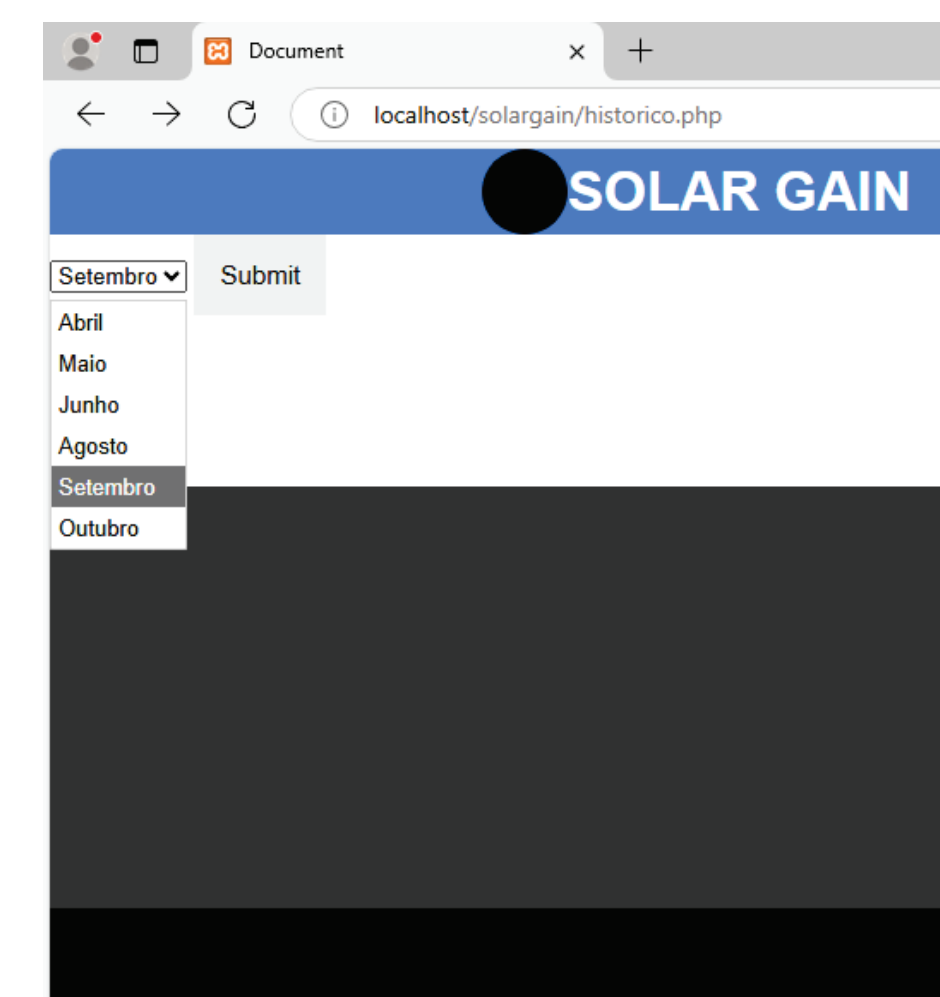 Document
localhost/solargain/historico.php
SOLAR GAIN
Setembro Submit
Abril
Maio
Junho
Agosto
Setembro
Outubro